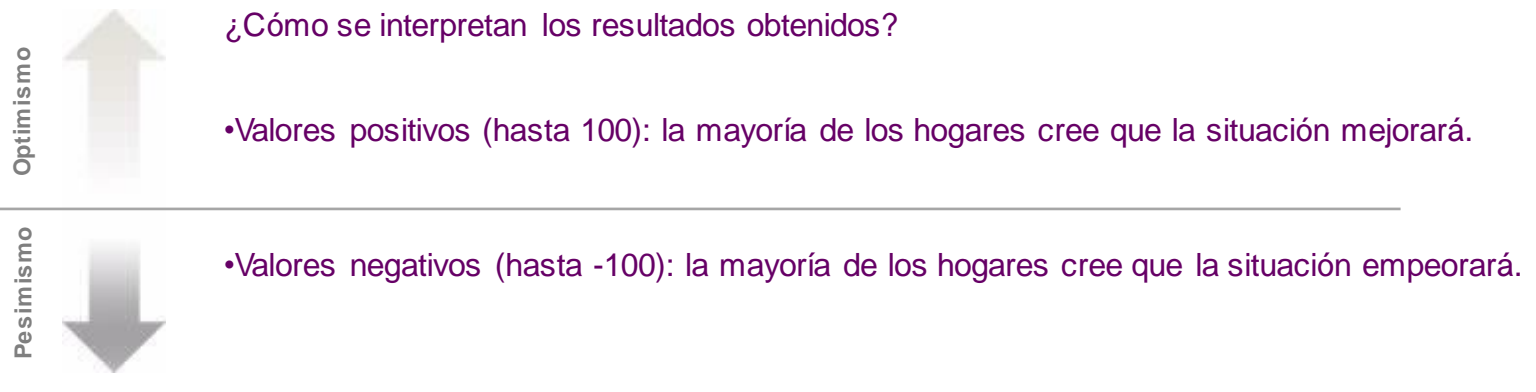 ¿Cómo se interpretan los resultados obtenidos?
Optimismo
•Valores positivos (hasta 100): la mayoría de los hogares cree que la situación mejorará.
Pesimismo
•Valores negativos (hasta -100): la mayoría de los hogares cree que la situación empeorará.